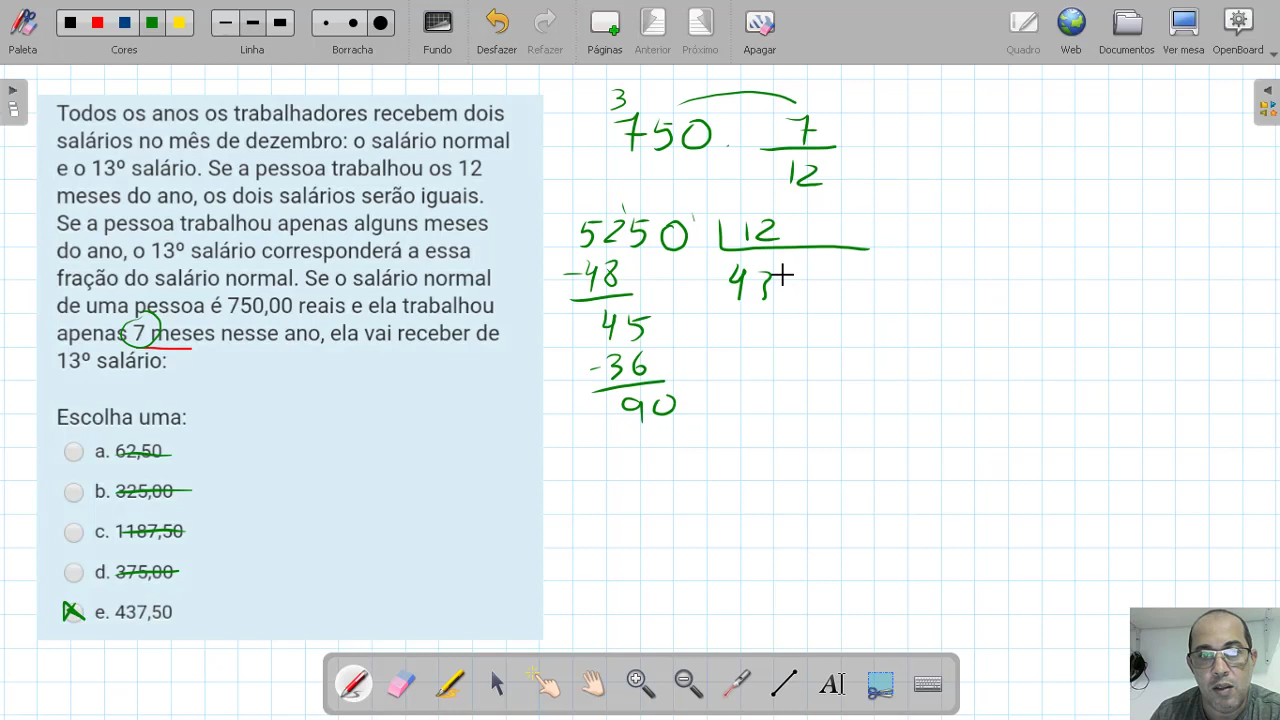 Paleta
Cores
Linha
Borracha
Fundo
Desfazer
Refazer
Páginas
Anterior
Próximo
Apagar
Quadro
Web
Documentos
Ver mesa
OpenBoard
Todos os anos os trabalhadores recebem dois
salários no mês de dezembro: o salário normal
e o 13º salário. Se a pessoa trabalhou os 12
meses do ano, os dois salários serão iguais.
Se a pessoa trabalhou apenas alguns meses
do ano, o 13º salário corresponderá a essa
fração do salário normal. Se o salário normal
de uma pessoa é 750,00 reais e ela trabalhou
apenas 7 meses nesse ano, ela vai receber de
13º salário:
Escolha uma:
a. 62,50
b. 325,00
c. 1187,50
d. 375,00
e. 437,50
3
750 . 7
12
5250 12
-48 43
45
-36
90